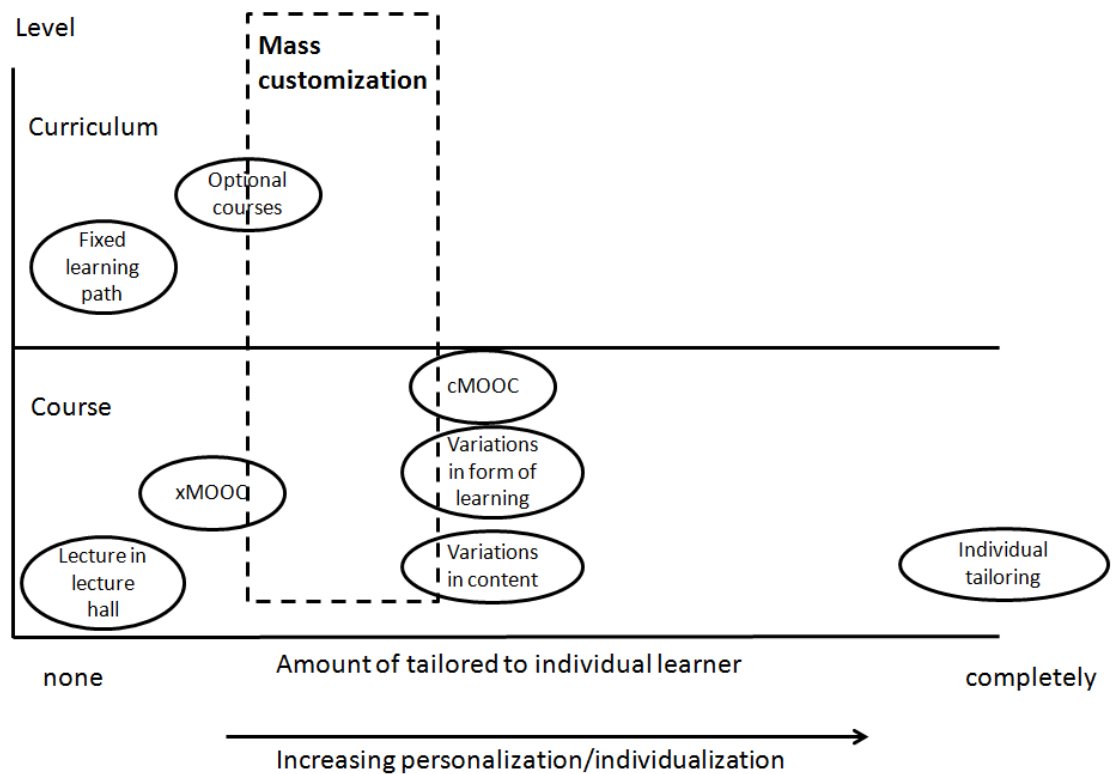 Level
Mass
customization
Curriculum
Optional
courses
Fixed
learning
path
cMOOC
Course
Variations
in form of
learning
xMOOC
Lecture in
lecture
hall
Variations
in content
Individual
tailoring
none
Amount of tailored to individual learner
completely
Increasing personalization/individualization